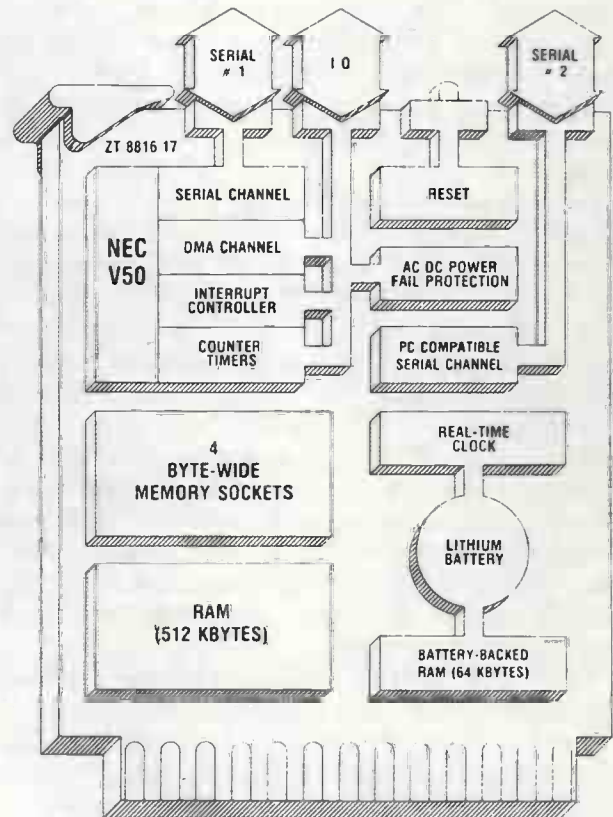 SERIAL
# 1
I O
SERIAL
# 2
ZT 8816 17
NEC
V50
SERIAL CHANNEL
DMA CHANNEL
INTERRUPT
CONTROLLER
COUNTER
TIMERS
RESET
AC DC POWER
FAIL PROTECTION
PC COMPATIBLE
SERIAL CHANNEL
4
BYTE-WIDE
MEMORY SOCKETS
REAL-TIME
CLOCK
LITHIUM
BATTERY
RAM
(512 KBYTES)
BATTERY-BACKED
RAM (64 KBYTES)